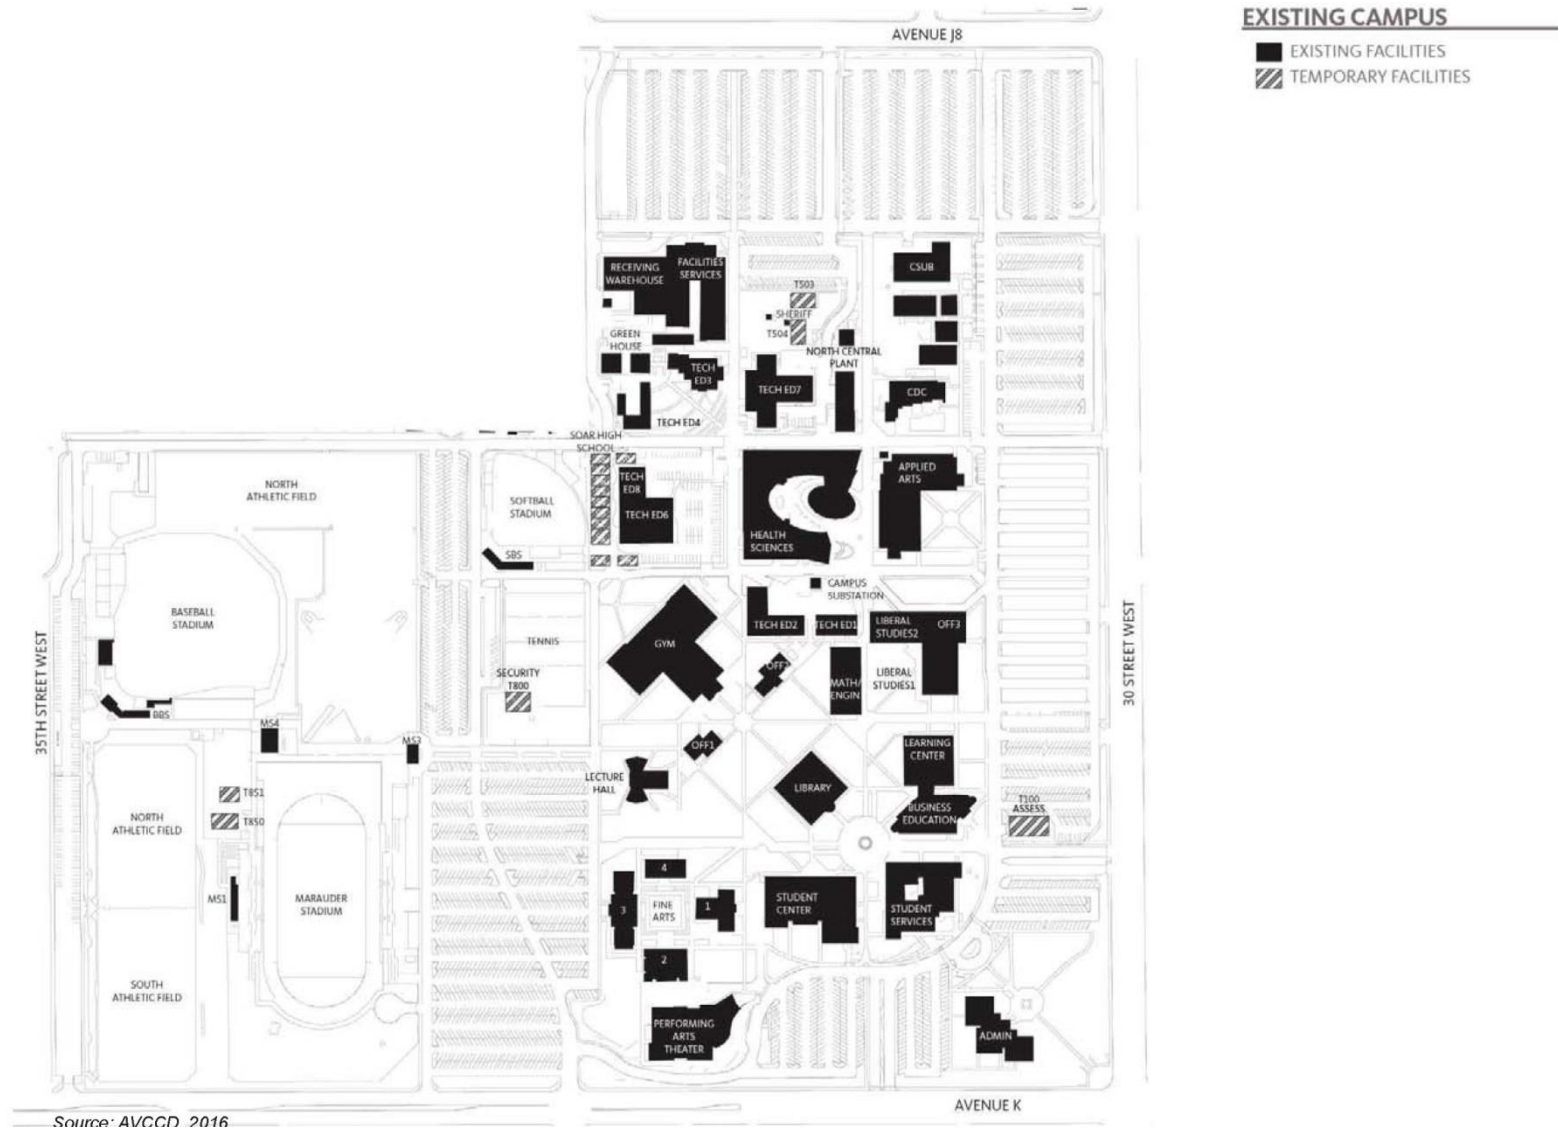 AVENUE J8
EXISTING CAMPUS
EXISTING FACILITIES
TEMPORARY FACILITIES
RECEIVING
WAREHOUSE
FACILITIES
SERVICES
CSUB
T503
SHERIFF
T504
GREEN
HOUSE
NORTH CENTRAL
PLANT
TECH
ED3
TECH ED7
CDC
TECH ED4
SOAR HIGH
SCHOOL
NORTH
ATHLETIC FIELD
SOFTBALL
STADIUM
TECH
ED8
TECH ED6
APPLIED
ARTS
HEALTH
SCIENCES
SBS
CAMPUS
SUBSTATION
BASEBALL
STADIUM
TENNIS
GYM
TECH ED2
TECH ED1
LIBERAL
STUDIES2
OFF3
SECURITY
T800
OFF2
MATH/
ENGIN
LIBERAL
STUDIES1
35TH STREET WEST
30 STREET WEST
BBS
MS4
MS3
OFF1
LEARNING
CENTER
LECTURE
HALL
LIBRARY
T851
T850
BUSINESS
EDUCATION
T100
ASSESS
NORTH
ATHLETIC FIELD
MS1
MARAUDER
STADIUM
4
3
FINE
ARTS
1
2
STUDENT
CENTER
STUDENT
SERVICES
SOUTH
ATHLETIC FIELD
PERFORMING
ARTS
THEATER
ADMIN
AVENUE K
Source: AVCCD, 2016